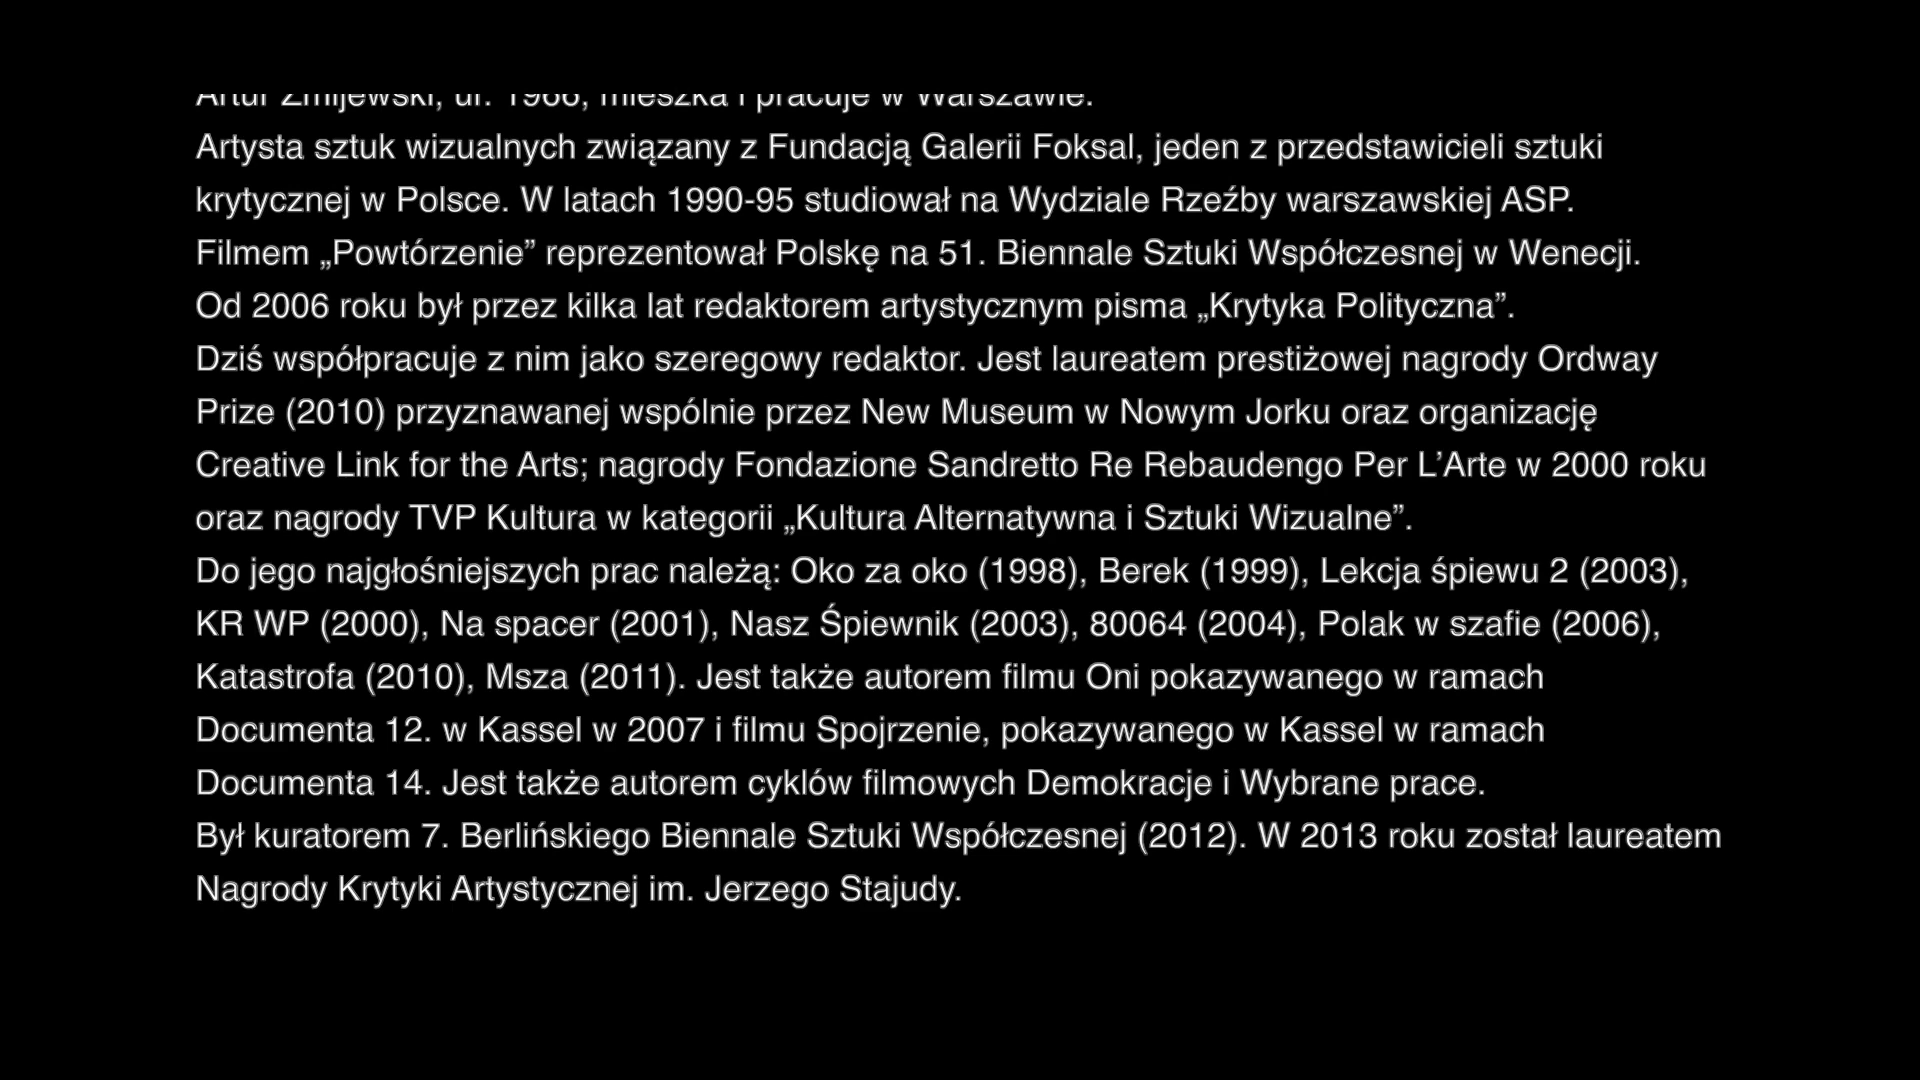 Artur Żmijewski, ur. 1966, mieszka i pracuje w Warszawie.
Artysta sztuk wizualnych związany z Fundacją Galerii Foksal, jeden z przedstawicieli sztuki
krytycznej w Polsce. W latach 1990-95 studiował na Wydziale Rzeźby warszawskiej ASP.
Filmem „Powtórzenie” reprezentował Polskę na 51. Biennale Sztuki Współczesnej w Wenecji.
Od 2006 roku był przez kilka lat redaktorem artystycznym pisma „Krytyka Polityczna”.
Dziś współpracuje z nim jako szeregowy redaktor. Jest laureatem prestiżowej nagrody Ordway
Prize (2010) przyznawanej wspólnie przez New Museum w Nowym Jorku oraz organizację
Creative Link for the Arts; nagrody Fondazione Sandretto Re Rebaudengo Per L’Arte w 2000 roku
oraz nagrody TVP Kultura w kategorii „Kultura Alternatywna i Sztuki Wizualne”.
Do jego najgłośniejszych prac należą: Oko za oko (1998), Berek (1999), Lekcja śpiewu 2 (2003),
KR WP (2000), Na spacer (2001), Nasz Śpiewnik (2003), 80064 (2004), Polak w szafie (2006),
Katastrofa (2010), Msza (2011). Jest także autorem filmu Oni pokazywanego w ramach
Documenta 12. w Kassel w 2007 i filmu Spojrzenie, pokazywanego w Kassel w ramach
Documenta 14. Jest także autorem cyklów filmowych Demokracje i Wybrane prace.
Był kuratorem 7. Berlińskiego Biennale Sztuki Współczesnej (2012). W 2013 roku został laureatem
Nagrody Krytyki Artystycznej im. Jerzego Stajudy.